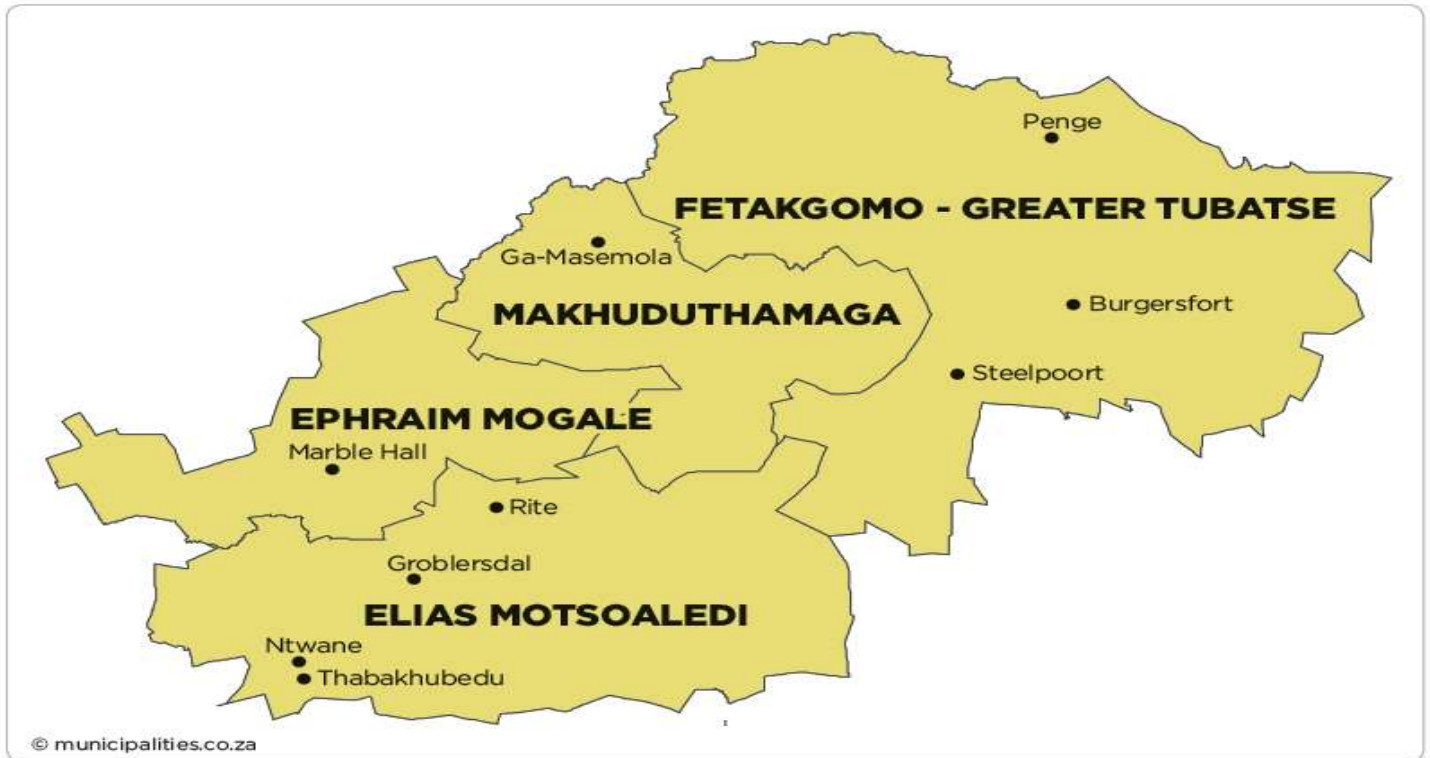 Penge
FETAKGOMO - GREATER TUBATSE
Ga-Masemola
Burgersfort
MAKHUDUTHAMAGA
Steelpoort
EPHRAIM MOGALE
Marble Hall
Rite
Groblersdal
ELIAS MOTSOALEDI
Ntwane
Thabakhubedu
© municipalities.co.za